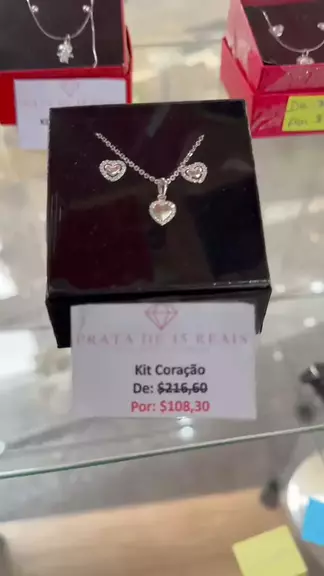 PRATA DE 15 REAIS
Kit Coração
De: $216,60
Por: $108,30